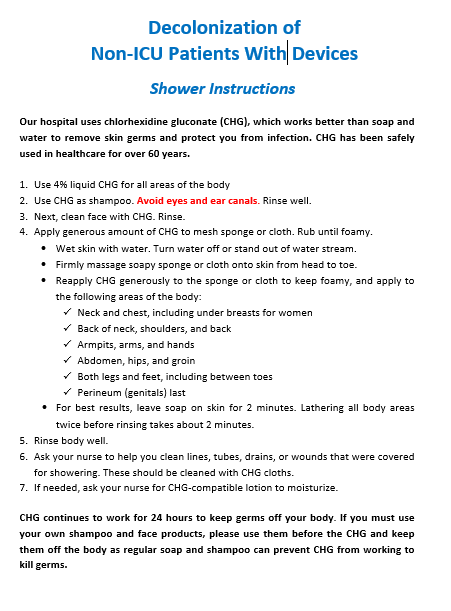 Decolonization of
Non-ICU Patients With Devices
Shower Instructions
Our hospital uses chlorhexidine gluconate (CHG), which works better than soap and
water to remove skin germs and protect you from infection. CHG has been safely
used in healthcare for over 60 years.
1. Use 4% liquid CHG for all areas of the body
2. Use CHG as shampoo. Avoid eyes and ear canals. Rinse well.
3. Next, clean face with CHG. Rinse.
4. Apply generous amount of CHG to mesh sponge or cloth. Rub until foamy.
• Wet skin with water. Turn water off or stand out of water stream.
• Firmly massage soapy sponge or cloth onto skin from head to toe.
• Reapply CHG generously to the sponge or cloth to keep foamy, and apply to
the following areas of the body:
✓ Neck and chest, including under breasts for women
✓ Back of neck, shoulders, and back
✓ Armpits, arms, and hands
✓ Abdomen, hips, and groin
✓ Both legs and feet, including between toes
✓ Perineum (genitals) last
• For best results, leave soap on skin for 2 minutes. Lathering all body areas
twice before rinsing takes about 2 minutes.
5. Rinse body well.
6. Ask your nurse to help you clean lines, tubes, drains, or wounds that were covered
for showering. These should be cleaned with CHG cloths.
7. If needed, ask your nurse for CHG-compatible lotion to moisturize.
CHG continues to work for 24 hours to keep germs off your body. If you must use
your own shampoo and face products, please use them before the CHG and keep
them off the body as regular soap and shampoo can prevent CHG from working to
kill germs.